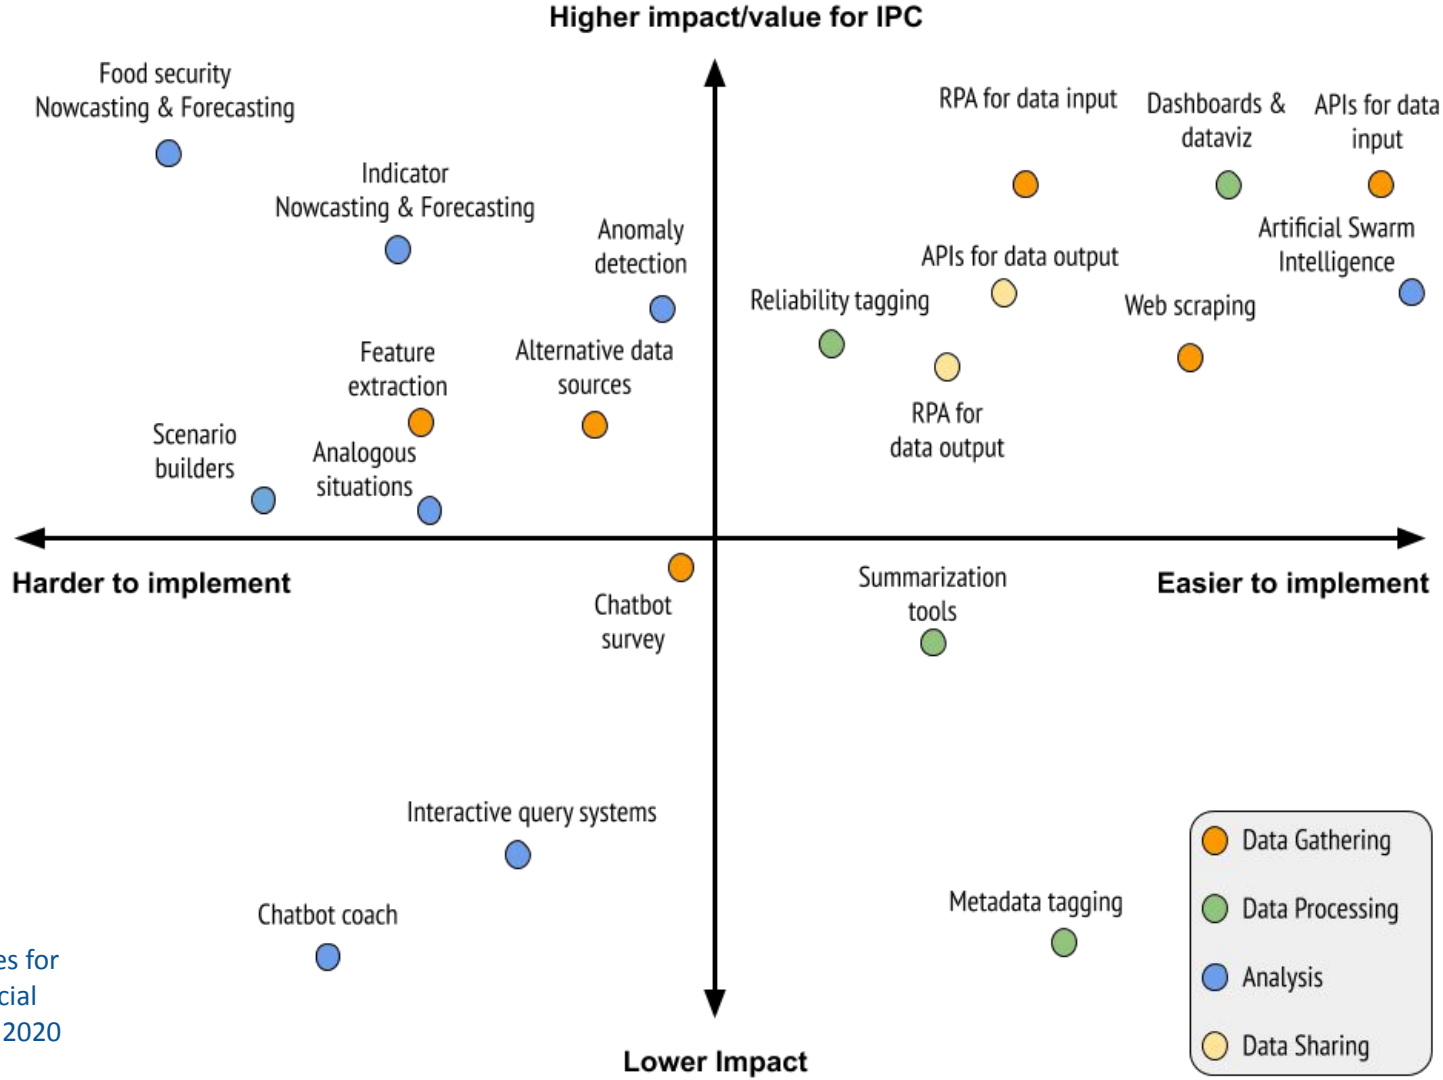 Higher impact/value for IPC
Food security
Nowcasting & Forecasting
RPA for data input
Dashboards &
dataviz
APIs for data
input
Indicator
Nowcasting & Forecasting
Anomaly
detection
Artificial Swarm
Intelligence
APIs for data output
Reliability tagging
Web scraping
Feature
extraction
Alternative data
sources
RPA for
data output
Scenario
builders
Analogous
situations
Harder to implement
Easier to implement
Chatbot
survey
Summarization
tools
Interactive query systems
Chatbot coach
Metadata tagging
Data Gathering
Data Processing
Analysis
Data Sharing
es for
cial
2020
Lower Impact